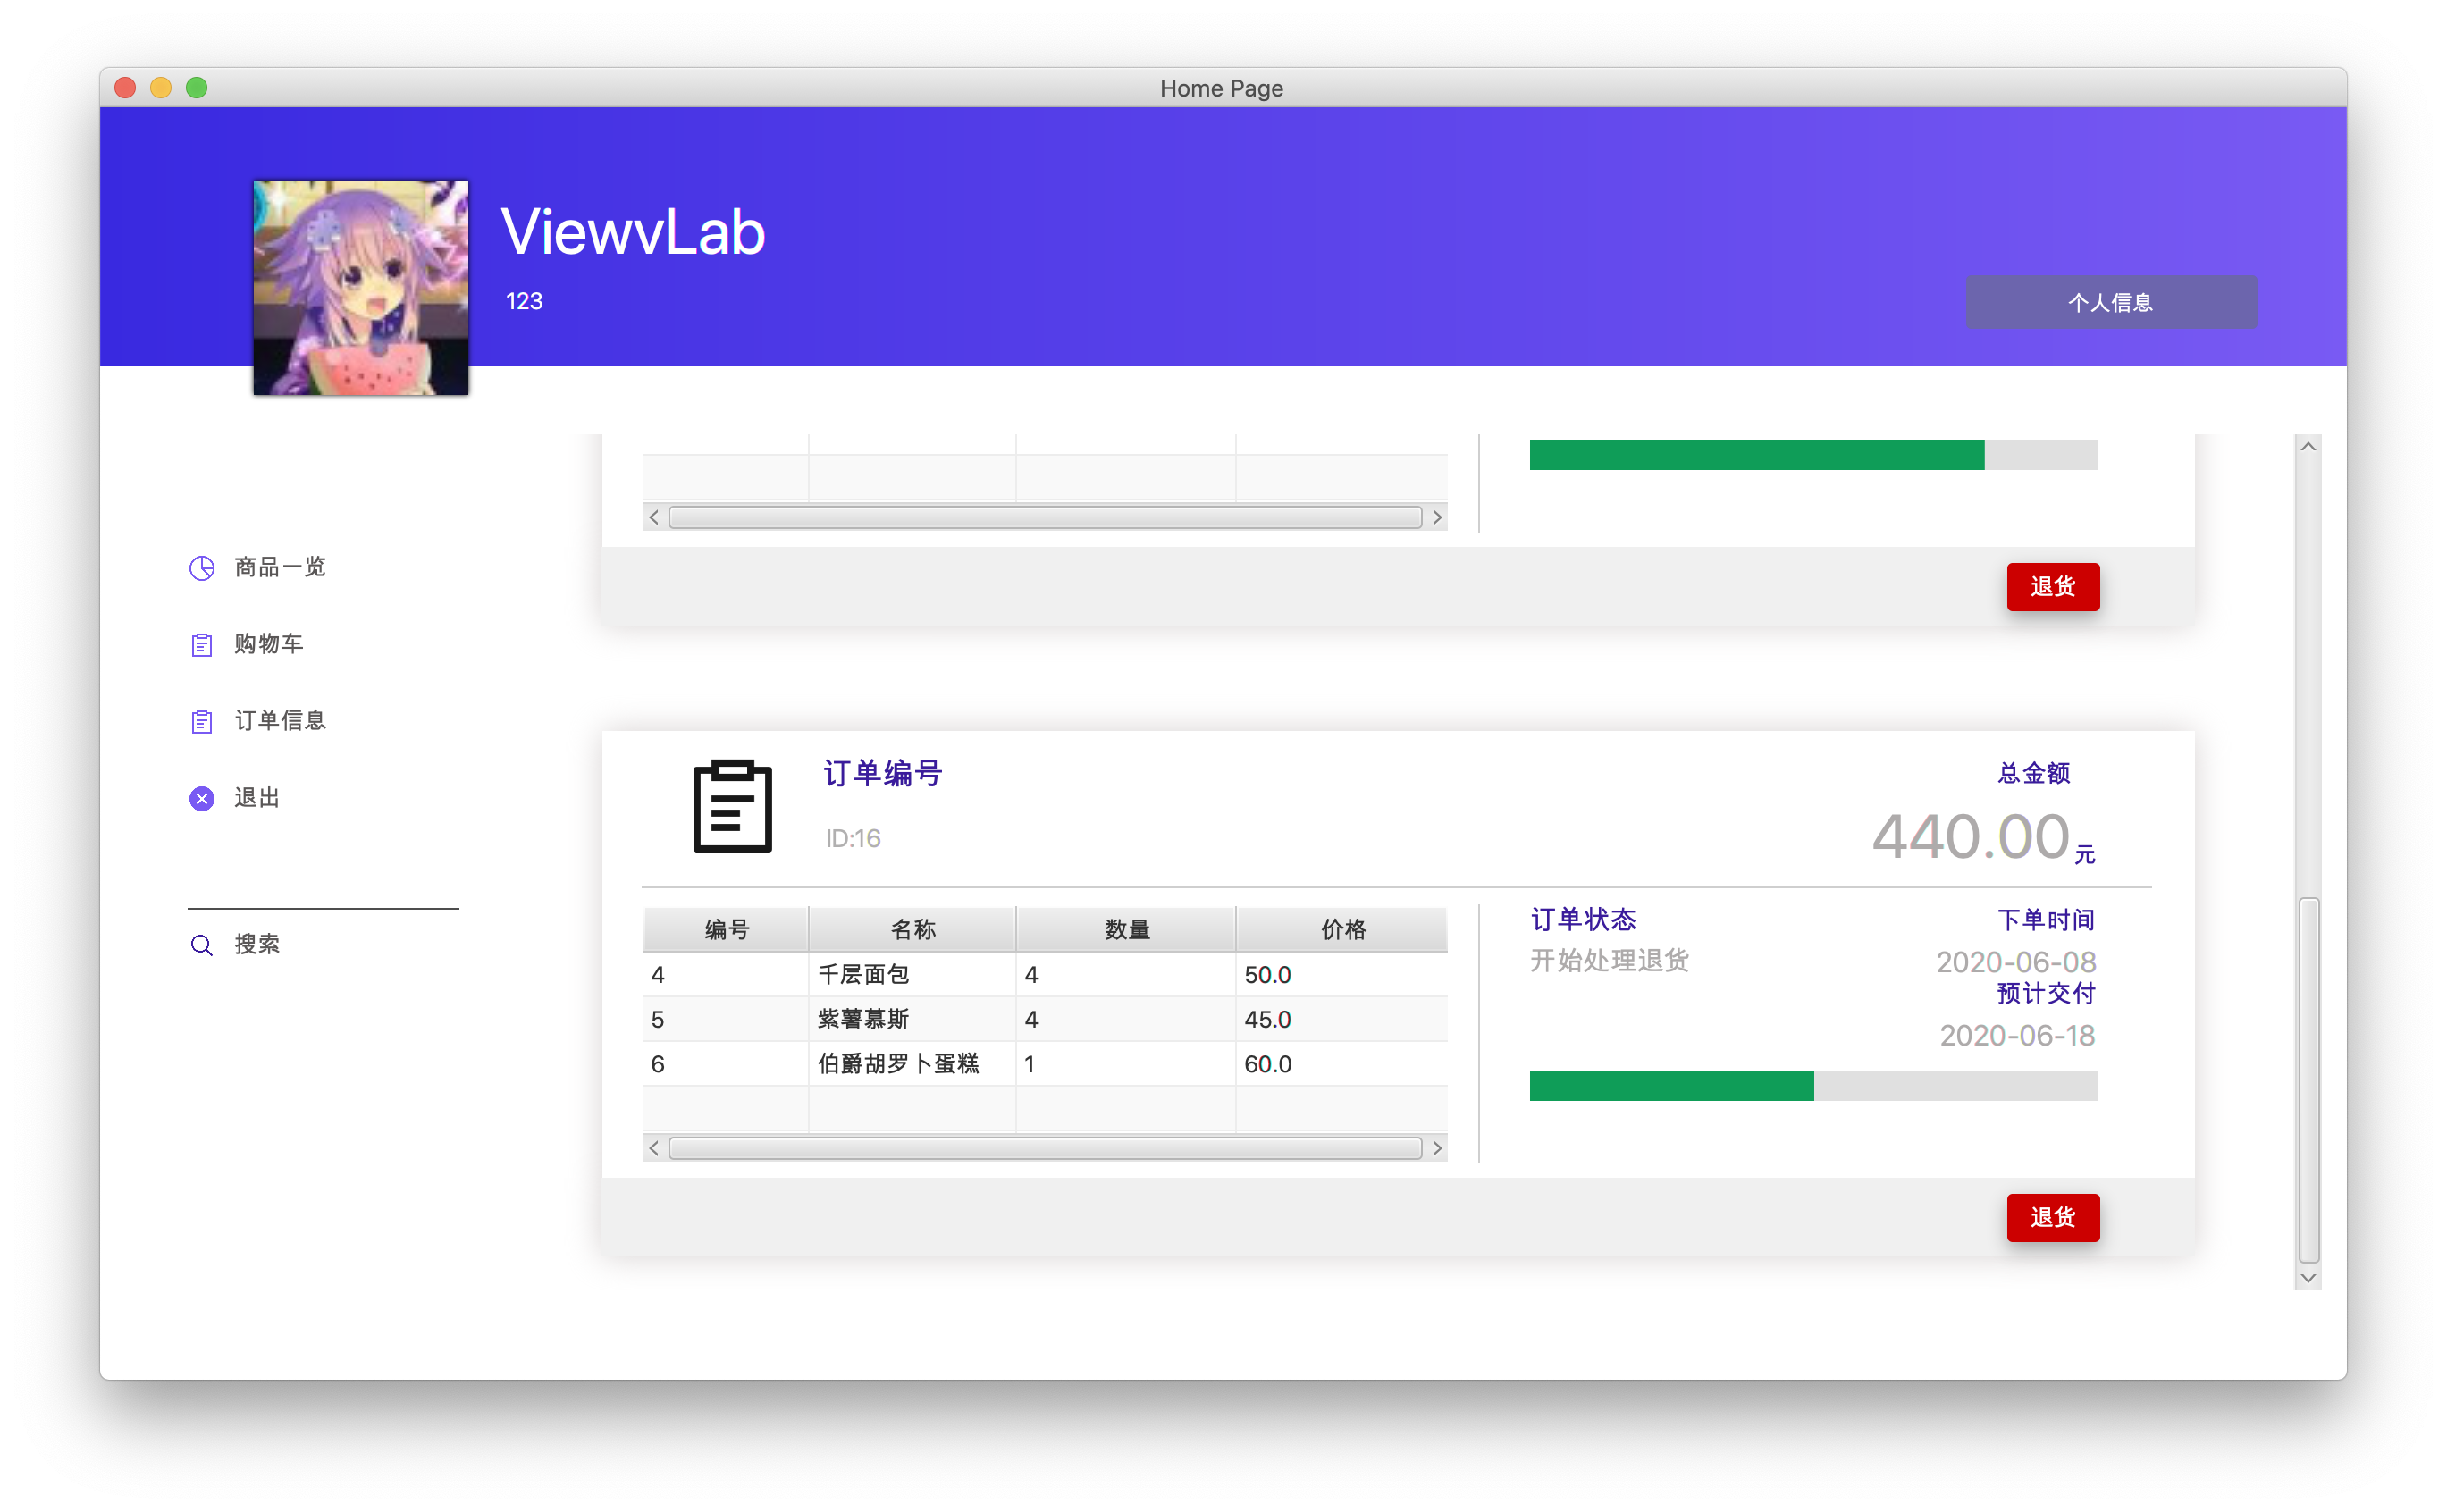 Home Page
ViewvLab
123
个人信息
商品一览
购物车
订单信息
退出
搜索
退货
订单编号
ID:16
总金额
440.00元
编号 名称 数量 价格
4 千层面包 4 50.0
5 紫薯慕斯 4 45.0
6 伯爵胡罗卜蛋糕 1 60.0
订单状态
开始处理退货
下单时间
2020-06-08
预计交付
2020-06-18
退货